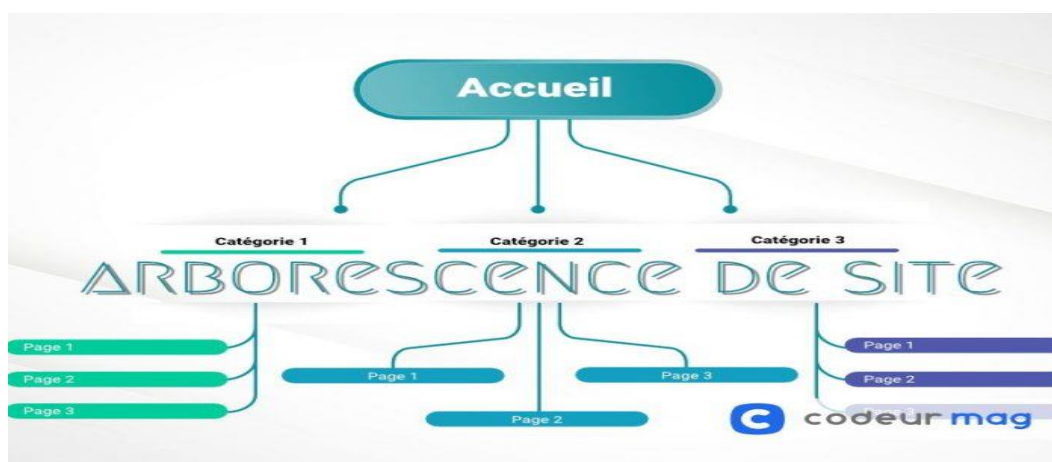 Accueil
Catégorie 1
Catégorie 2
Catégorie 3
ARBORESCENCE DE SITE
Page 1
Page 2
Page 3
Page 1
Page 2
Page 3
Page 1
Page 2
codeur mag